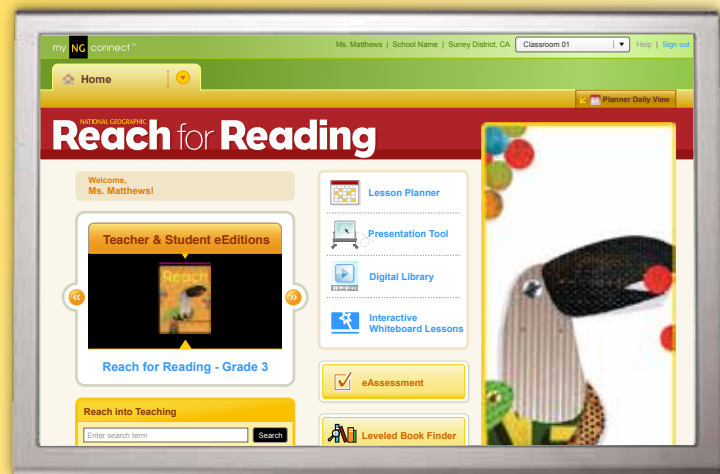 my NG connect™
Ms. Matthews | School Name | Surrey District, CA
Classroom 01
Help | Sign out
Home
Planner Daily View
NATIONAL GEOGRAPHIC
Reach for Reading
Welcome,
Ms. Matthews!
Teacher & Student eEditions
Reach
Reach for Reading - Grade 3
Reach into Teaching
Enter search term
Search
Lesson Planner
Presentation Tool
Digital Library
Interactive
Whiteboard Lessons
eAssessment
Leveled Book Finder